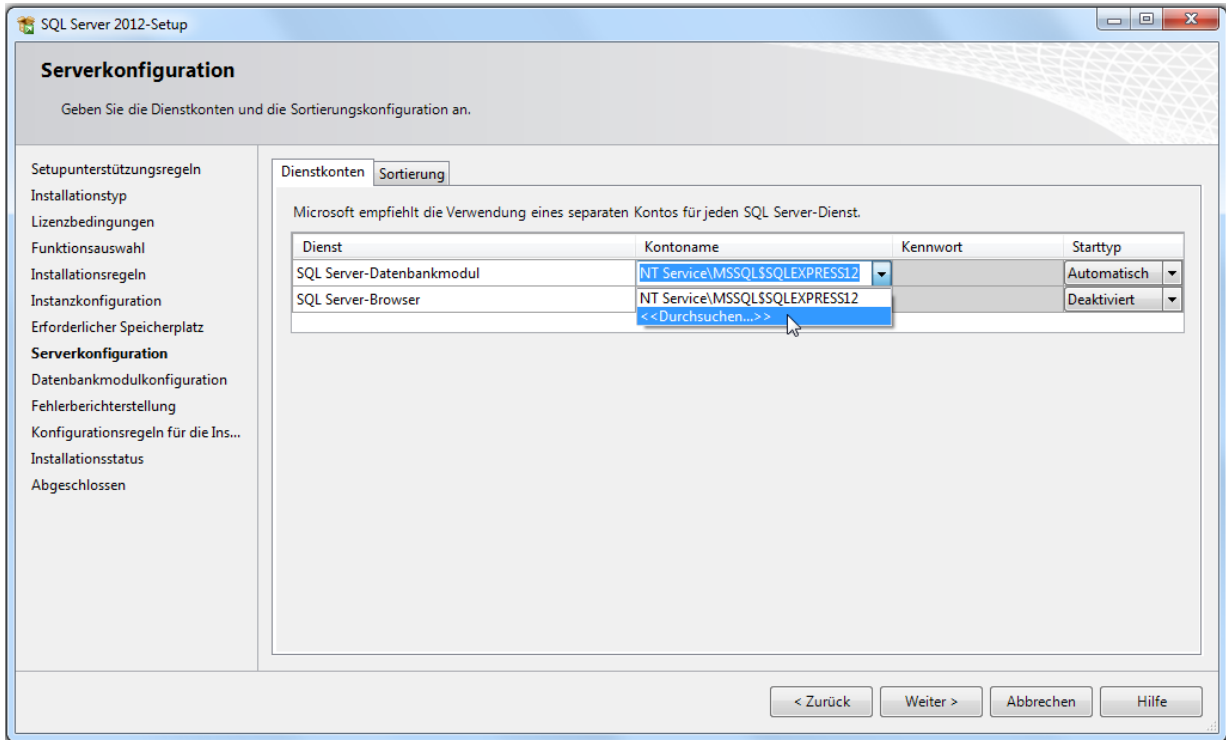 SQL Server 2012-Setup
Serverkonfiguration
Geben Sie die Dienstkonten und die Sortierungskonfiguration an.
Setupunterstützungsregeln
Installationstyp
Lizenzbedingungen
Funktionsauswahl
Installationsregeln
Instanzkonfiguration
Erforderlicher Speicherplatz
Serverkonfiguration
Datenbankmodulkonfiguration
Fehlerberichterstellung
Konfigurationsregeln für die Ins...
Installationsstatus
Abgeschlossen
Dienstkonten Sortierung
Microsoft empfiehlt die Verwendung eines separaten Kontos für jeden SQL Server-Dienst.
Dienst Kontoname Kennwort Starttyp
SQL Server-Datenbankmodul NT Service\MSSQL$SQLEXPRESS12 Automatisch
SQL Server-Browser NT Service\MSSQL$SQLEXPRESS12 Deaktiviert
<<Durchsuchen...>>
< Zurück Weiter > Abbrechen Hilfe